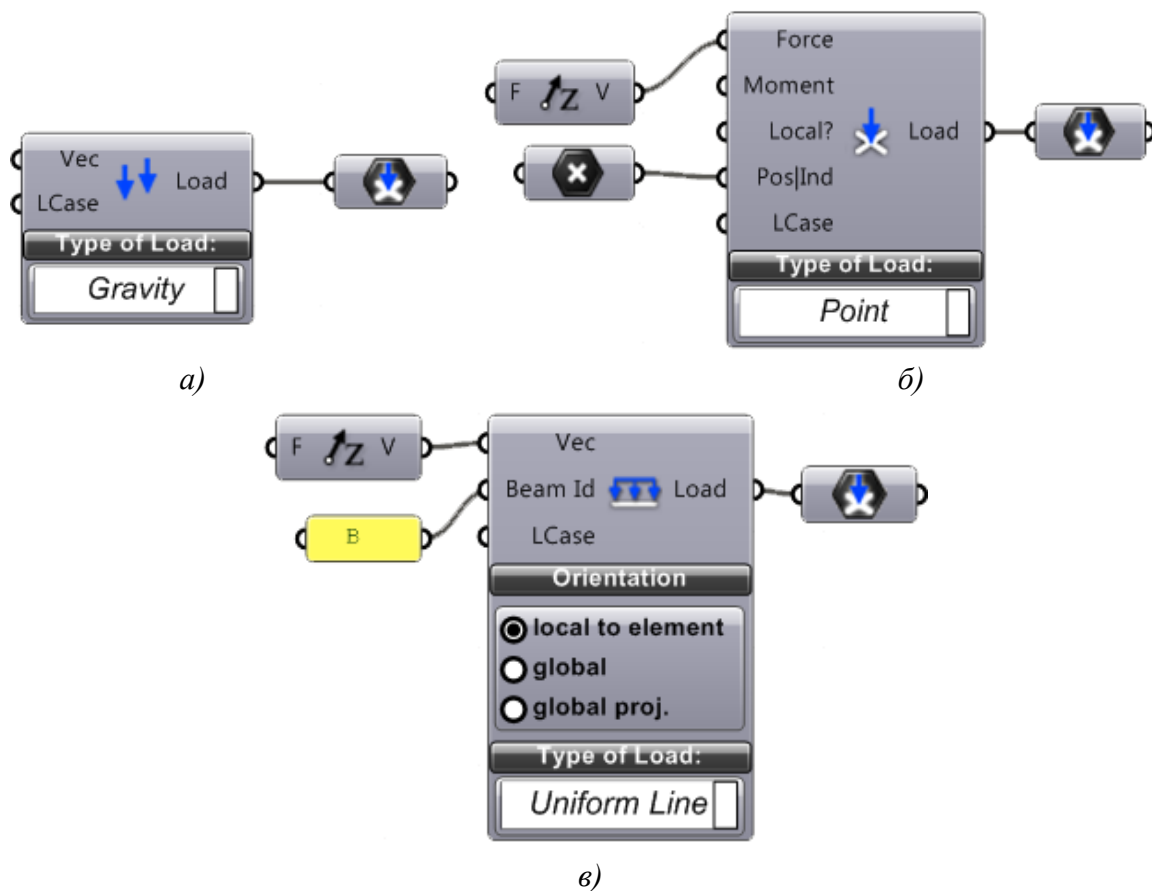 Vec
LCase
Load
Type of Load:
Gravity
а)
F Z V
Force
Moment
Local?
Pos|Ind
LCase
Load
Type of Load:
Point
б)
F Z V
B
Vec
Beam Id
LCase
Load
Orientation
local to element
global
global proj.
Type of Load:
Uniform Line
в)